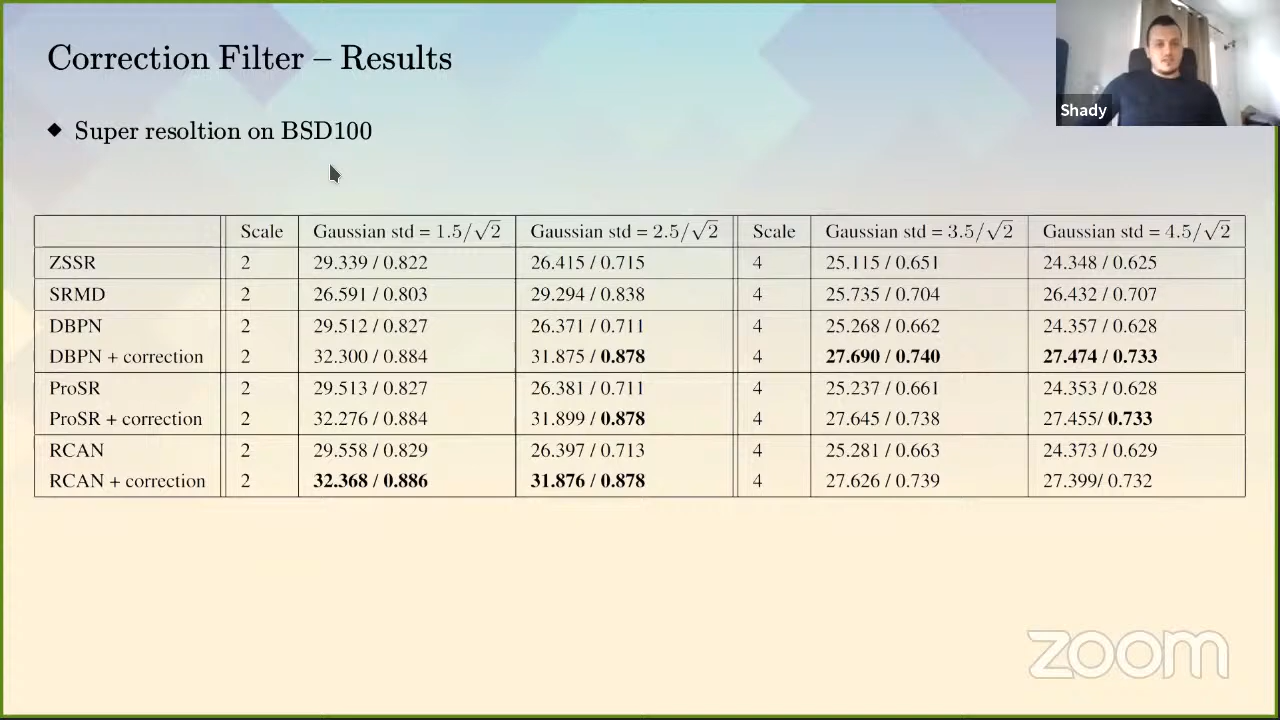 Correction Filter – Results
Shady
◆ Super resoltion on BSD100
Scale Gaussian std = 1.5/√2 Gaussian std = 2.5/√2 Scale Gaussian std = 3.5/√2 Gaussian std = 4.5/√2
ZSSR 2 29.339 / 0.822 26.415 / 0.715 4 25.115 / 0.651 24.348 / 0.625
SRMD 2 26.591 / 0.803 29.294 / 0.838 4 25.735 / 0.704 26.432 / 0.707
DBPN 2 29.512 / 0.827 26.371 / 0.711 4 25.268 / 0.662 24.357 / 0.628
DBPN + correction 2 32.300 / 0.884 31.875 / 0.878 4 27.690 / 0.740 27.474 / 0.733
ProSR 2 29.513 / 0.827 26.381 / 0.711 4 25.237 / 0.661 24.353 / 0.628
ProSR + correction 2 32.276 / 0.884 31.899 / 0.878 4 27.645 / 0.738 27.455/ 0.733
RCAN 2 29.558 / 0.829 26.397 / 0.713 4 25.281 / 0.663 24.373 / 0.629
RCAN + correction 2 32.368 / 0.886 31.876 / 0.878 4 27.626 / 0.739 27.399/ 0.732
zoom